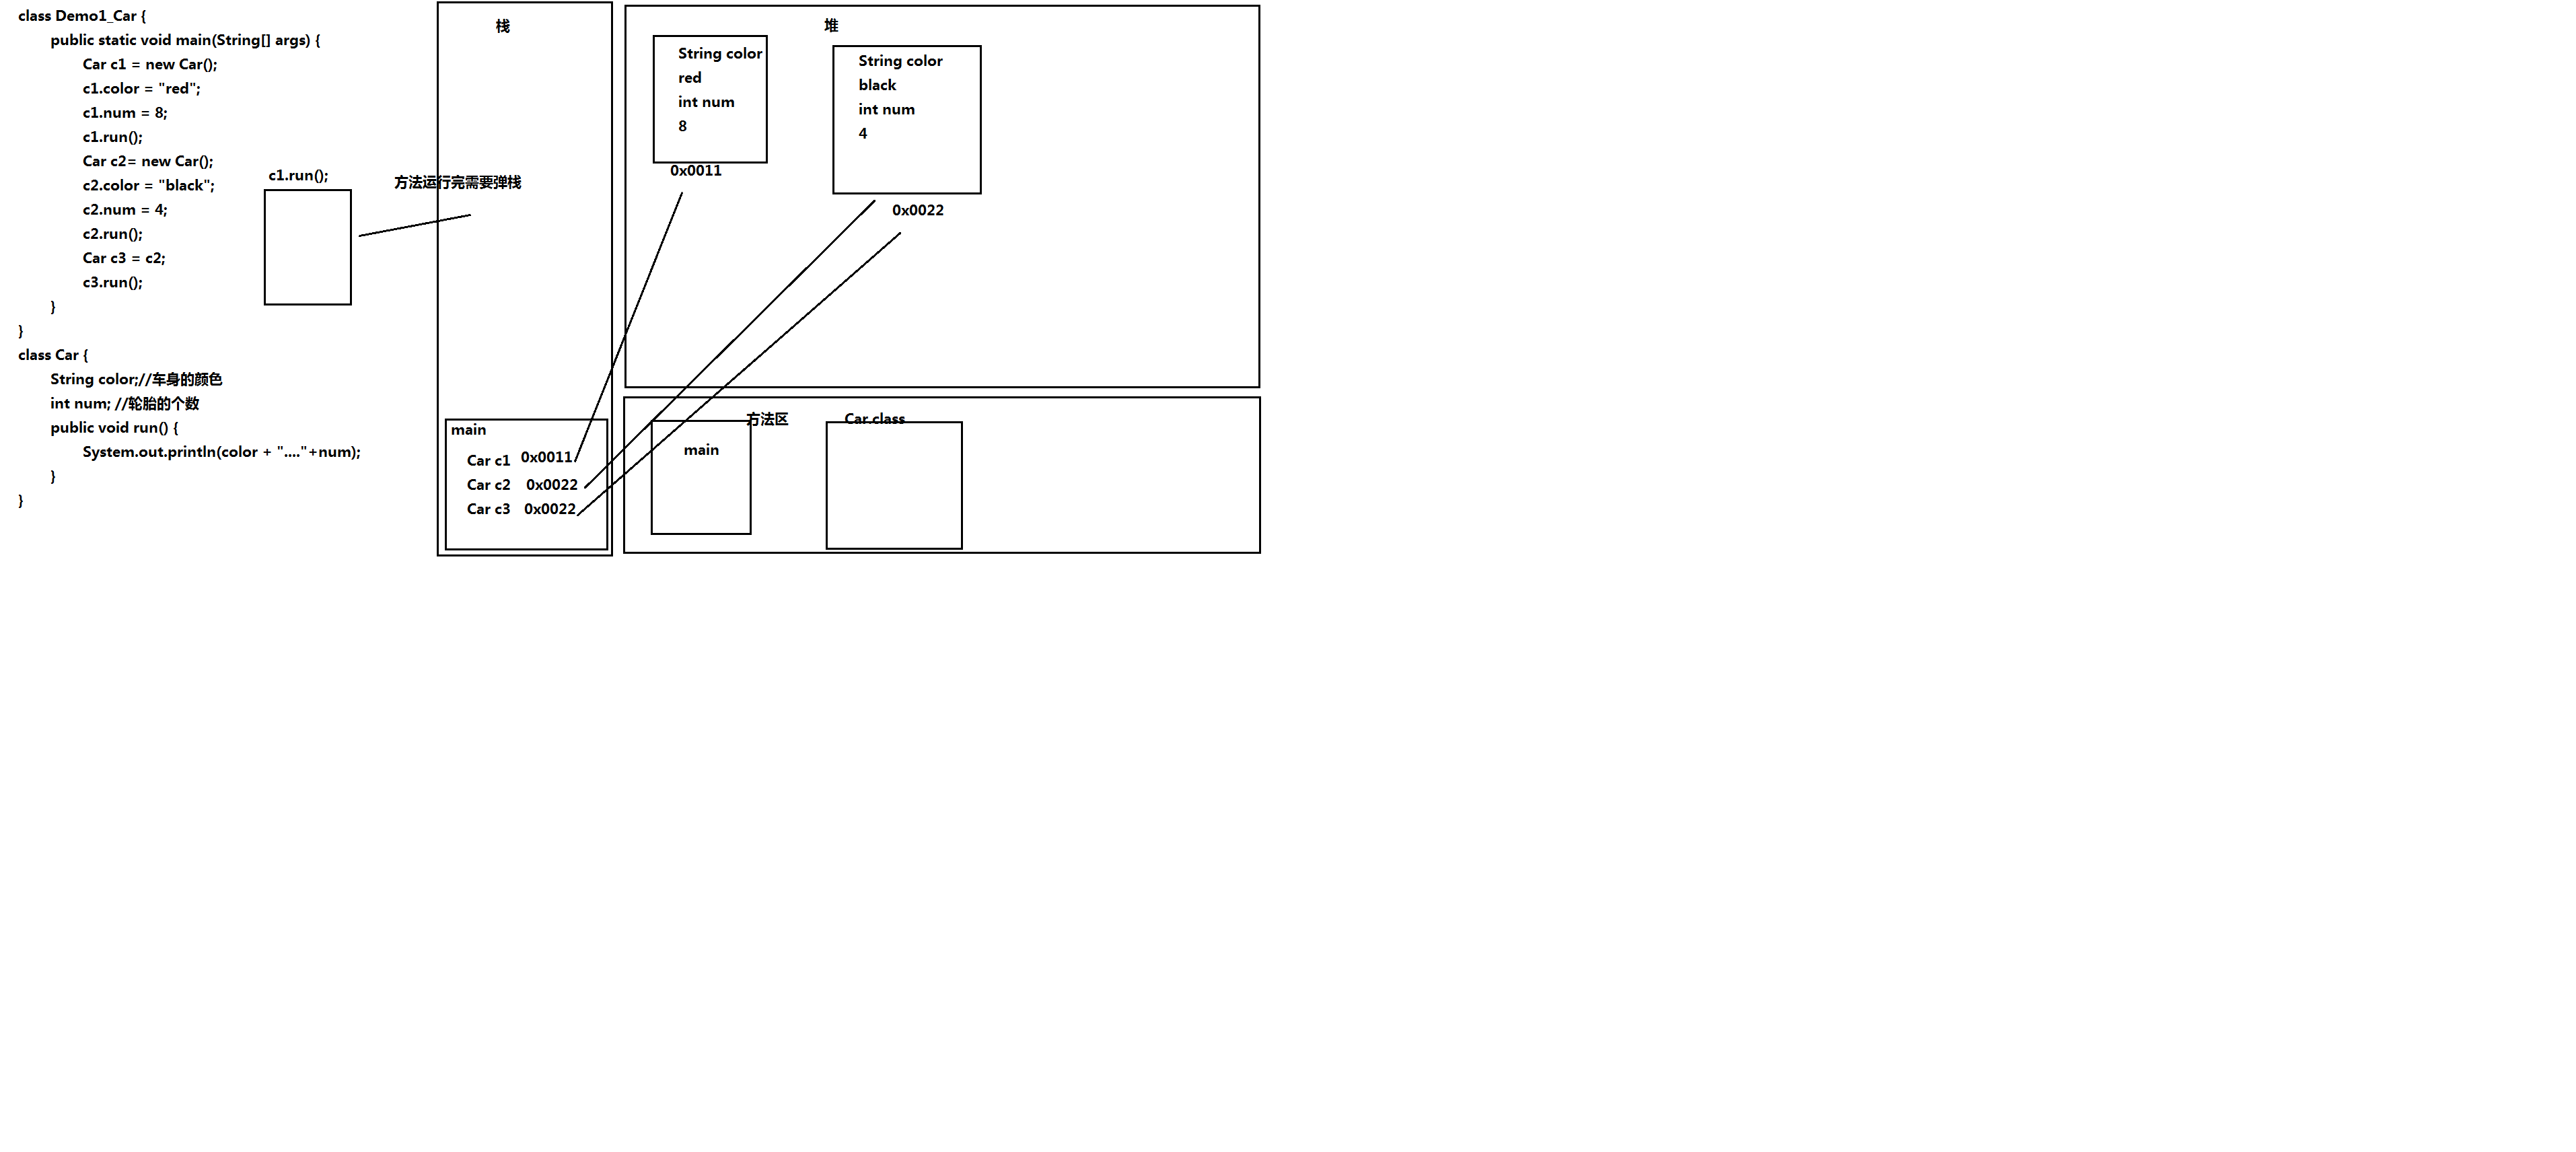 class Demo1_Car {
public static void main(String[] args) {
Car c1 = new Car();
c1.color = "red";
c1.num = 8;
c1.run();
Car c2= new Car();
c2.color = "black";
c2.num = 4;
c2.run();
Car c3 = c2;
c3.run();
}
}
class Car {
String color;//车身的颜色
int num; //轮胎的个数
public void run() {
System.out.println(color + "...."+num);
}
}
c1.run();
方法运行完需要弹栈
栈
main
Car c1 0x0011
Car c2 0x0022
Car c3 0x0022
堆
String color
red
int num
8
0x0011
String color
black
int num
4
0x0022
方法区
main
Car.class